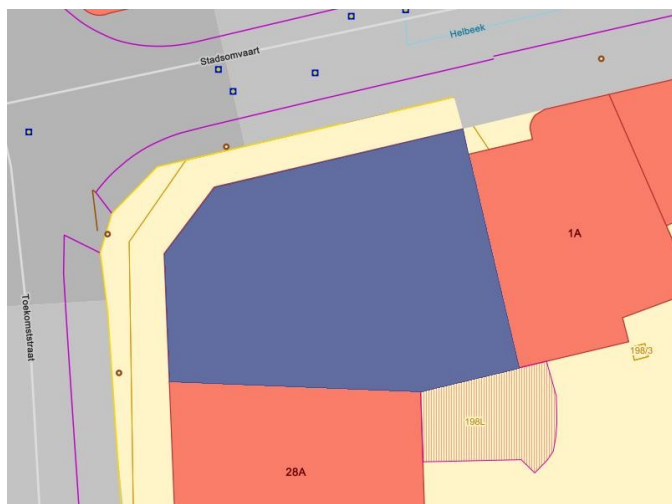 Helbeek
Stadsomvaart
1A
Toekomststraat
198/3
198L
28A